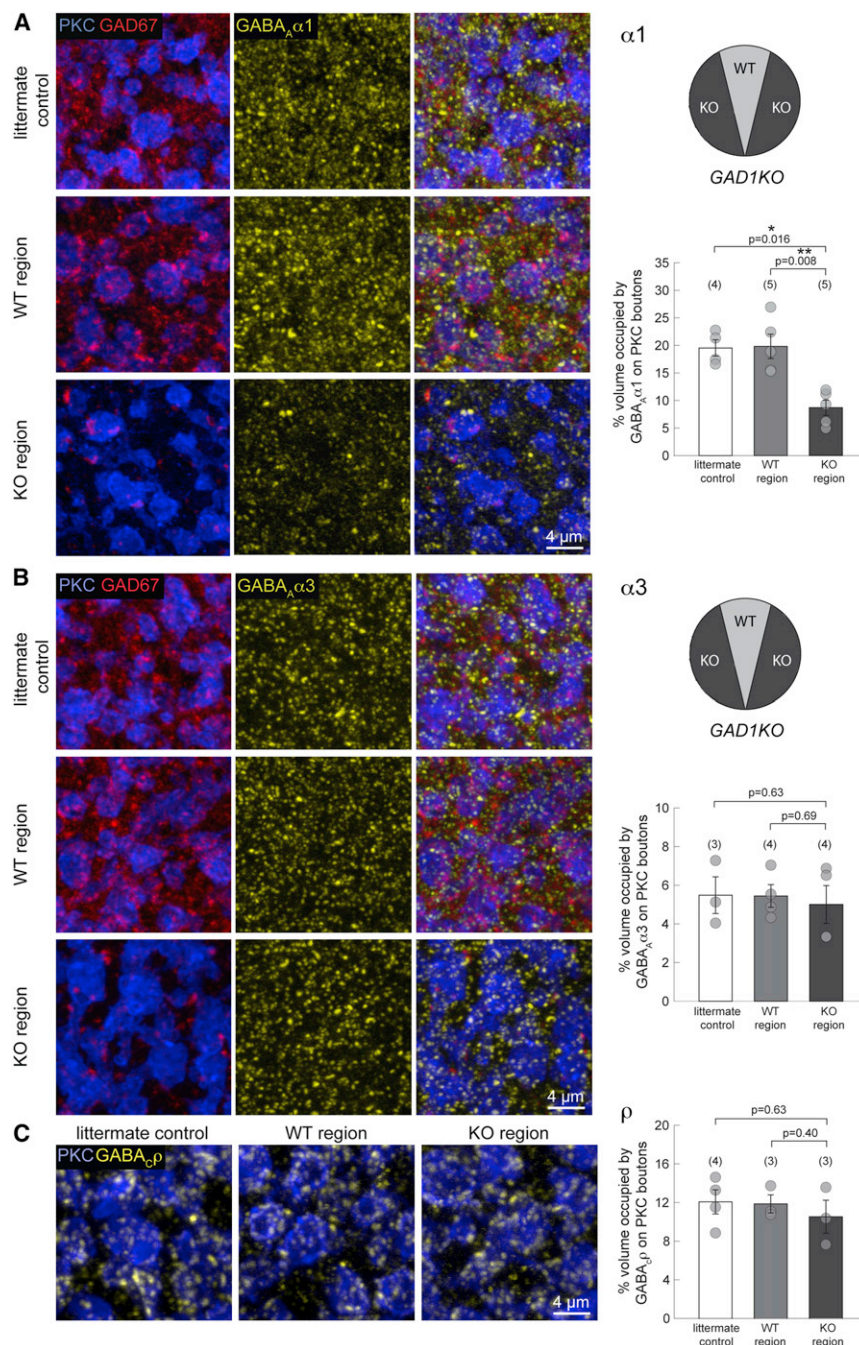 A
PKC GAD67
GABA_Aα1
littermate
control
WT region
KO region
4 μm
α1
WT
KO
KO
GAD1KO
*
p=0.016
**
p=0.008
35
30
25
20
15
10
5
0
(4)
(5)
(5)
% volume occupied by
GABA_Aα1 on PKC boutons
littermate
control
WT
region
KO
region
B
PKC GAD67
GABA_Aα3
littermate
control
WT region
KO region
4 μm
α3
WT
KO
KO
GAD1KO
p=0.63
p=0.69
10
8
6
4
2
0
(3)
(4)
(4)
% volume occupied by
GABA_Aα3 on PKC boutons
littermate
control
WT
region
KO
region
C
littermate control
WT region
KO region
PKC GABA_Cρ
4 μm
ρ
p=0.63
p=0.40
20
16
12
8
4
0
(4)
(3)
(3)
% volume occupied by
GABA_Cρ on PKC boutons
littermate
control
WT
region
KO
region